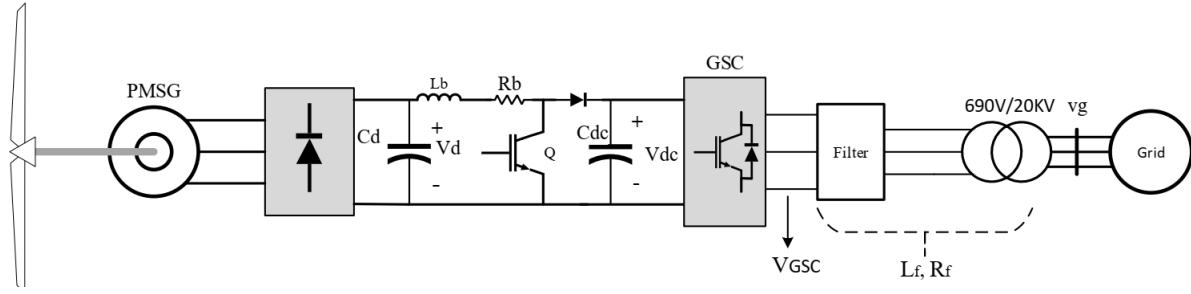 PMSG
Cd
+
Vd
-
Lb
Rb
Q
Cdc
+
Vdc
-
GSC
VGSC
Filter
690V/20KV
vg
Grid
Lf, Rf